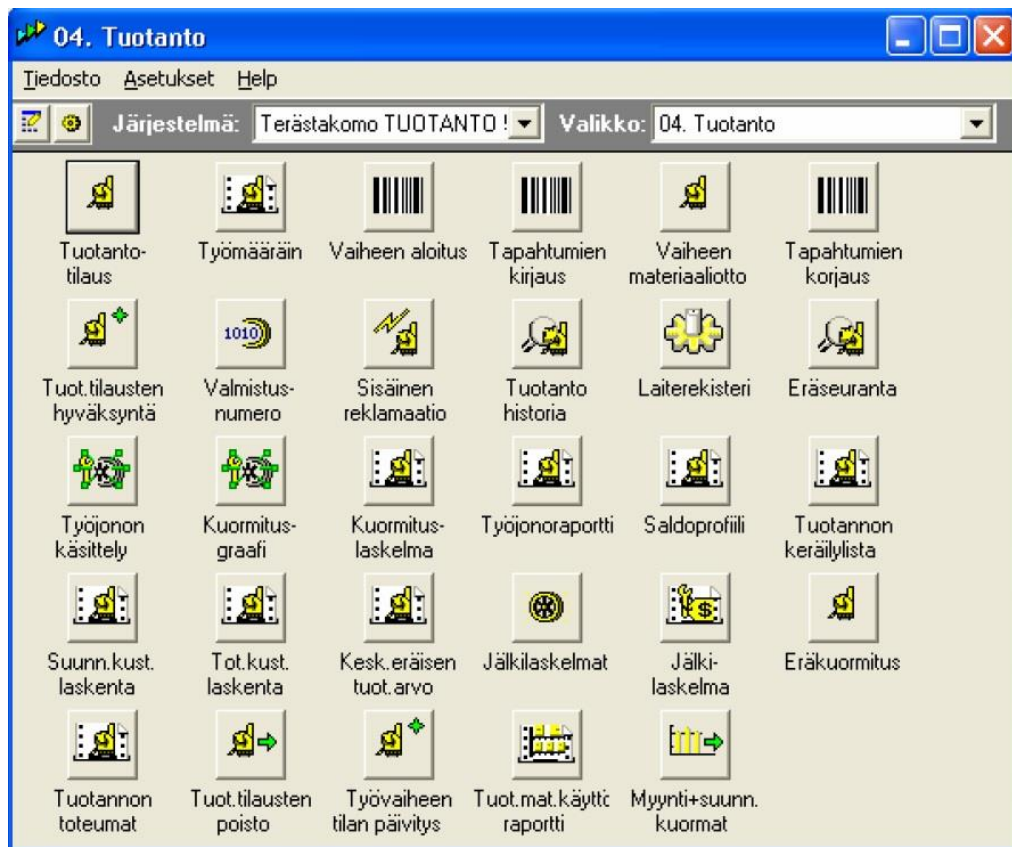 04. Tuotanto
Tiedosto Asetukset Help
Järjestelmä: Terästakomo TUOTANTO ! Valikko: 04. Tuotanto
Tuotanto-
tilaus
Työmääräin
Vaiheen aloitus
Tapahtumien
kirjaus
Vaiheen
materiaaliotto
Tapahtumien
korjaus
Tuot.tilausten
hyväksyntä
1010
Valmistus-
numero
Sisäinen
reklamaatio
Tuotanto
historia
Laiterekisteri
Eräseuranta
Työjonon
käsittely
Kuormitus-
graafi
Kuormitus-
laskelma
Työjonoraportti
Saldoprofiili
Tuotannon
keräilylista
Suunn.kust.
laskenta
Tot.kust.
laskenta
Kesk.eräisen
tuot.arvo
Jälkilaskelmat
$
Jälki-
laskelma
Eräkuormitus
Tuotannon
toteumat
Tuot.tilausten
poisto
Työvaiheen
tilan päivitys
Tuot.mat.käyttö
raportti
Myynti+suunn.
kuormat